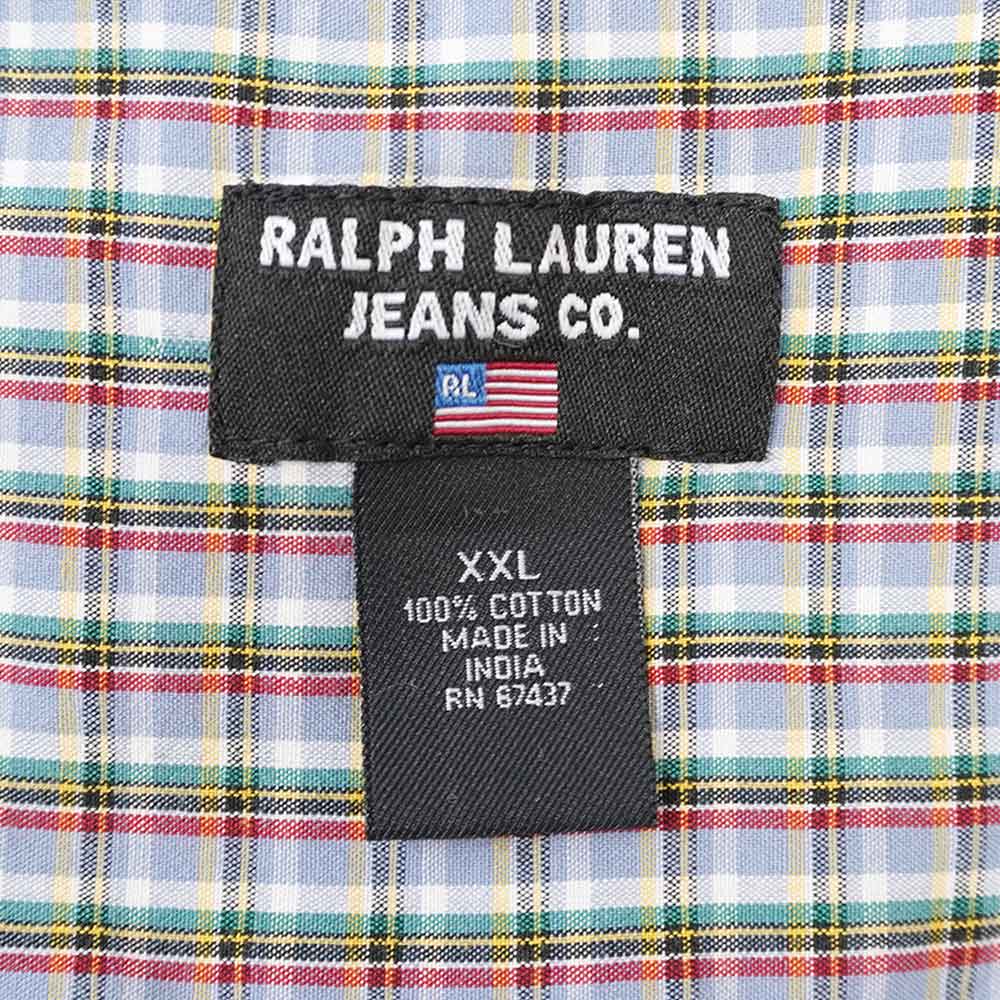 RALPH LAUREN
JEANS CO.
RL
XXL
100% COTTON
MADE IN
INDIA
RN 67437